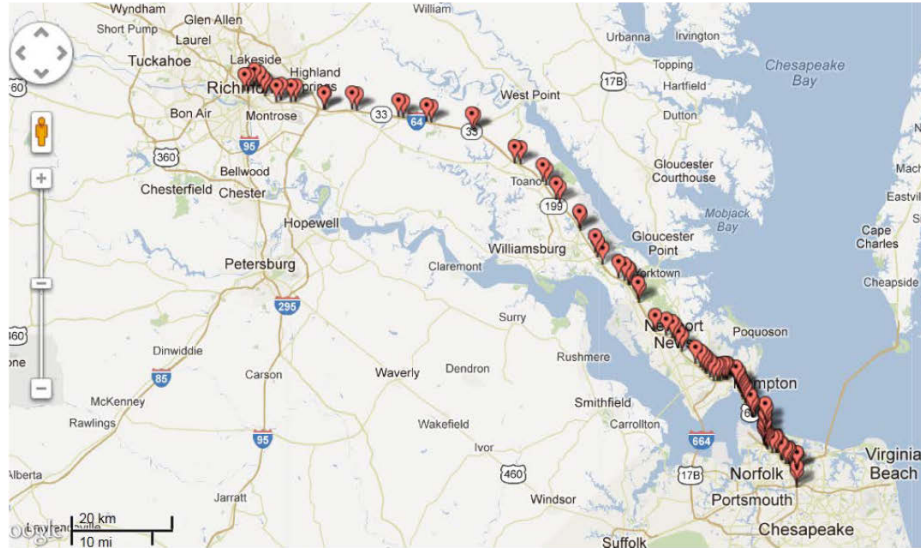 Wyndham
Glen Allen
William
Short Pump
Laurel
Urbanna
Irvington
Tuckahoe
Lakeside
Topping
Chesapeake
Bay
Highland
17B
Hartfield
West Point
Bon Air
Montrose
33
64
33
Dutton
95
360
Bellwood
Toano
Gloucester
Courthouse
Chesterfield
Chester
199
Mobjack
Bay
Hopewell
Williamsburg
Gloucester
Point
Cape
Charles
Petersburg
Claremont
Yorktown
Cheapside
295
Surry
Newport
News
Poquoson
Dinwiddie
Rushmere
85
Carson
Waverly
Dendron
Hampton
McKenney
Smithfield
Rawlings
Wakefield
Carrollton
95
Ivor
664
Virginia
Beach
Alberta
460
17B
Norfolk
Jarratt
Windsor
Portsmouth
20 km
Chesapeake
10 mi
Suffolk